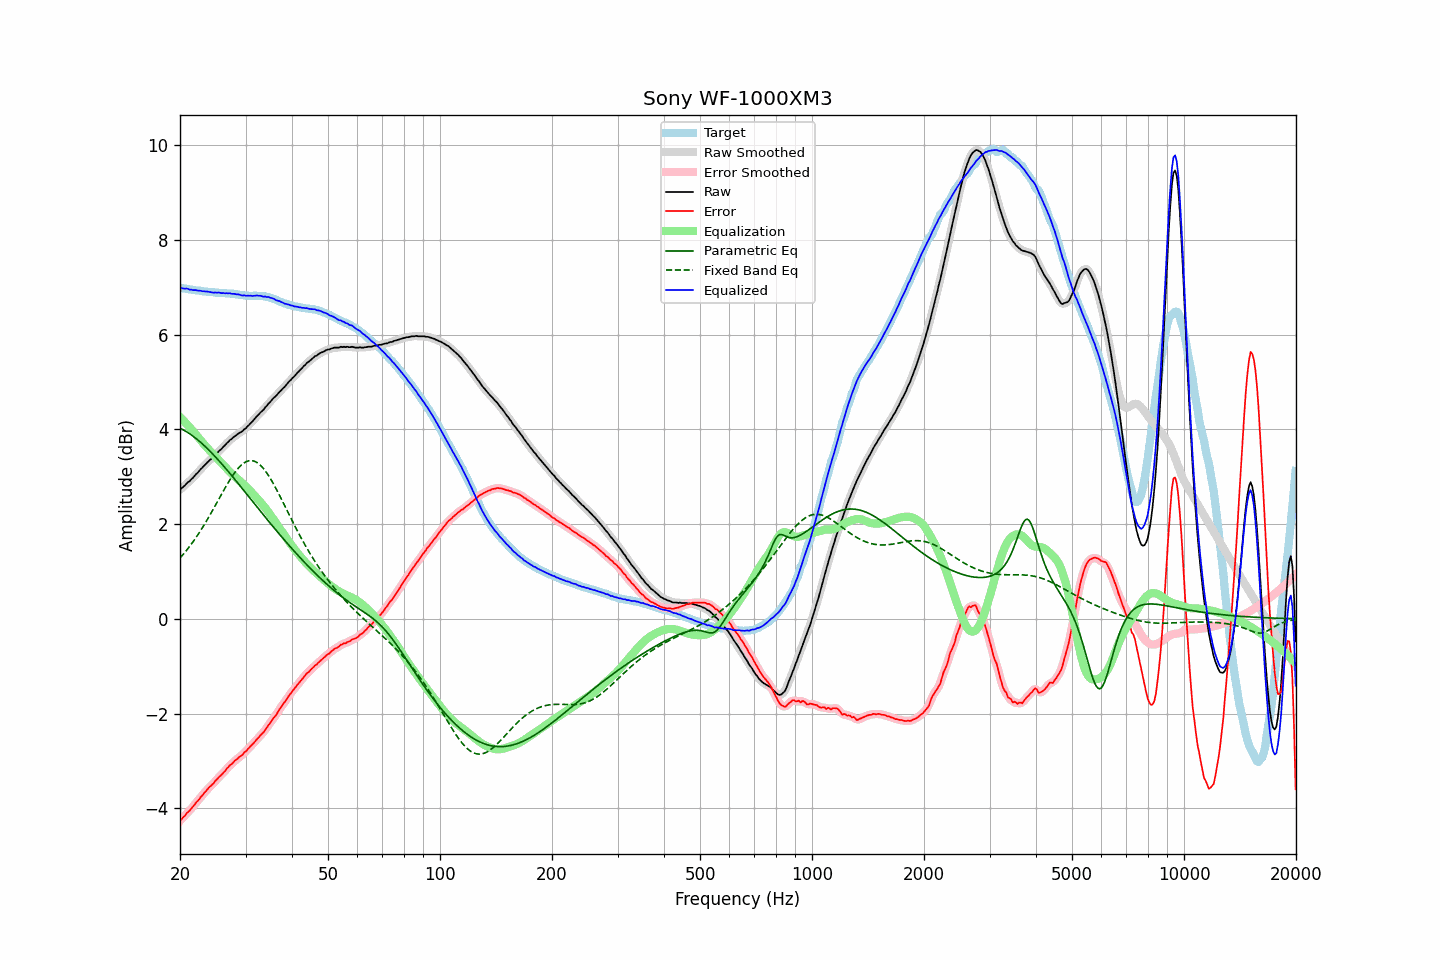 Sony WF-1000XM3
Target
Raw Smoothed
Error Smoothed
Raw
Error
Equalization
Parametric Eq
Fixed Band Eq
Equalized
Amplitude (dBr)
10
8
6
4
2
0
−2
−4
20
50
100
200
500
1000
2000
5000
10000
20000
Frequency (Hz)